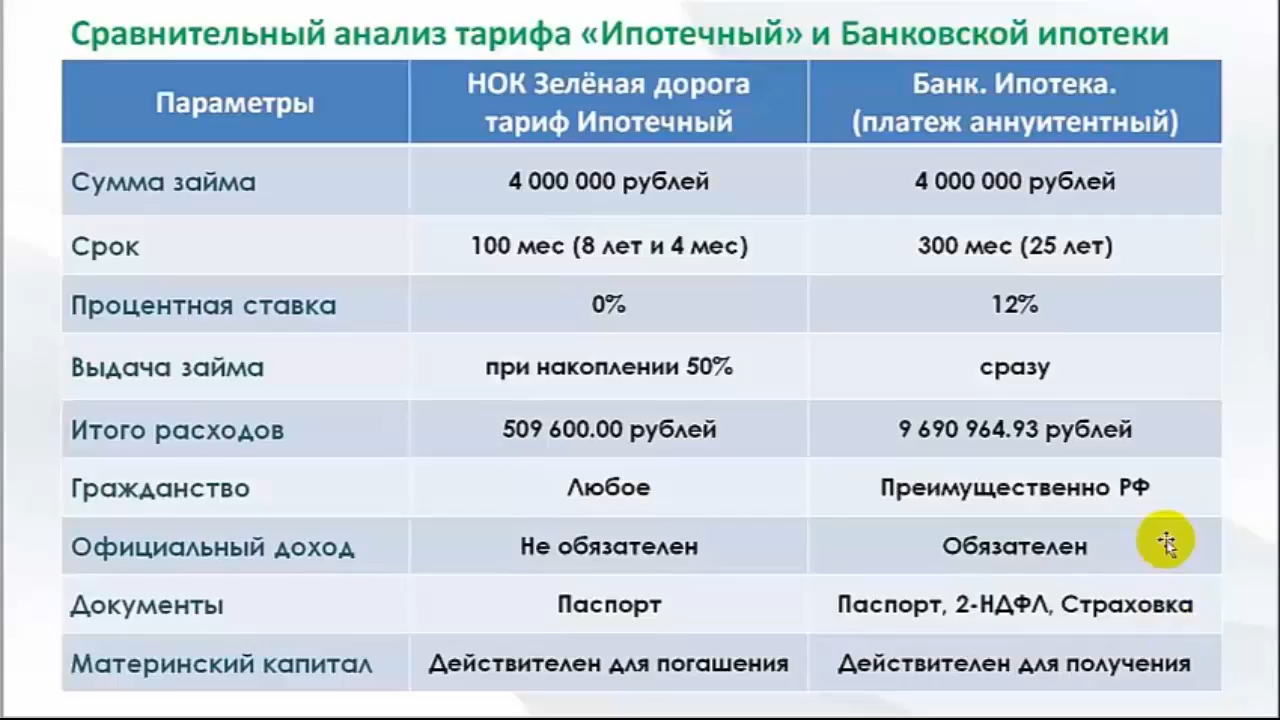 Сравнительный анализ тарифа «Ипотечный» и Банковской ипотеки
Параметры
НОК Зелёная дорога
тариф Ипотечный
Банк. Ипотека.
(платеж аннуитентный)
Сумма займа
4 000 000 рублей
4 000 000 рублей
Срок
100 мес (8 лет и 4 мес)
300 мес (25 лет)
Процентная ставка
0%
12%
Выдача займа
при накоплении 50%
сразу
Итого расходов
509 600.00 рублей
9 690 964.93 рублей
Гражданство
Любое
Преимущественно РФ
Официальный доход
Не обязателен
Обязателен
Документы
Паспорт
Паспорт, 2-НДФЛ, Страховка
Материнский капитал
Действителен для погашения
Действителен для получения